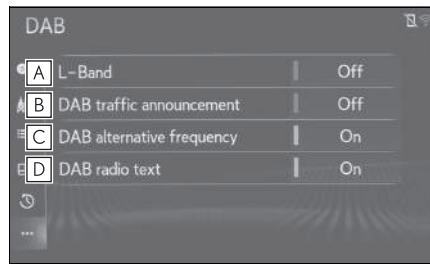 DAB
A L-Band Off
B DAB traffic announcement Off
C DAB alternative frequency On
D DAB radio text On